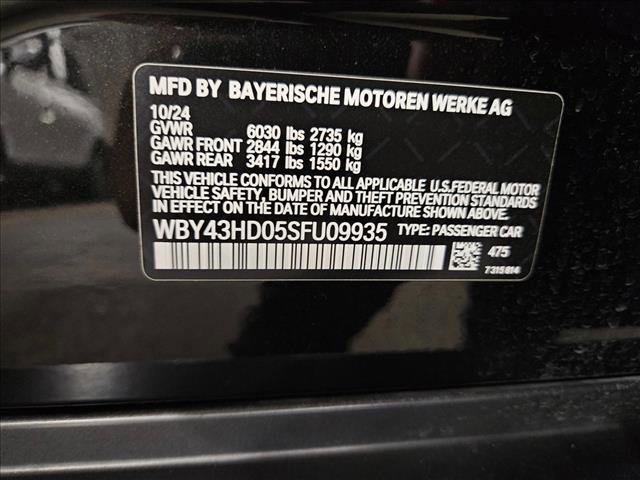 MFD BY BAYERISCHE MOTOREN WERKE AG
10/24
GVWR 6030 lbs 2735 kg
GAWR FRONT 2844 lbs 1290 kg
GAWR REAR 3417 lbs 1550 kg
THIS VEHICLE CONFORMS TO ALL APPLICABLE U.S.FEDERAL MOTOR
VEHICLE SAFETY, BUMPER AND THEFT PREVENTION STANDARDS
IN EFFECT ON THE DATE OF MANUFACTURE SHOWN ABOVE.
WBY43HD05SFU09935 TYPE: PASSENGER CAR
475
7315814